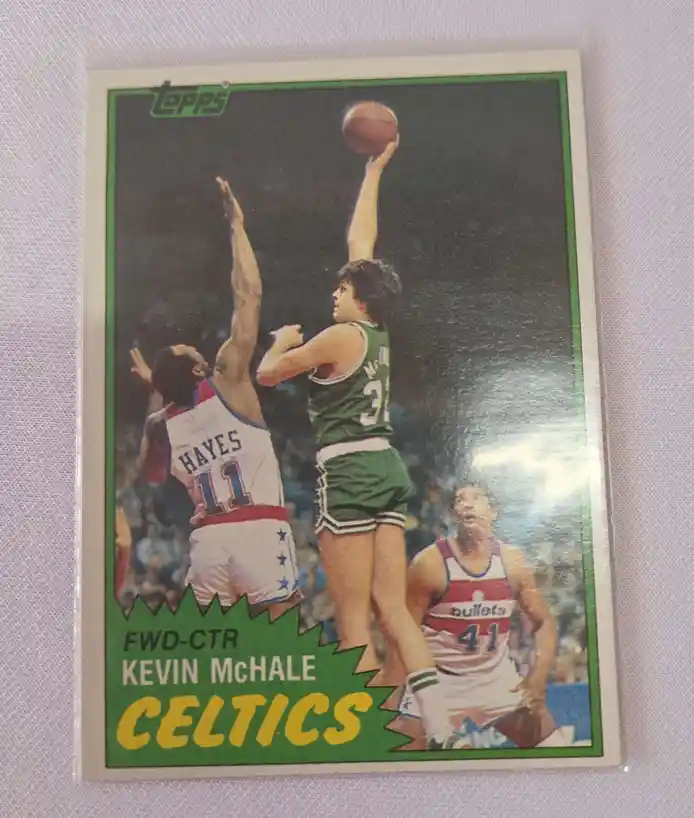 Topps®
HAYES
11
bullets
41
FWD-CTR
KEVIN McHALE
CELTICS